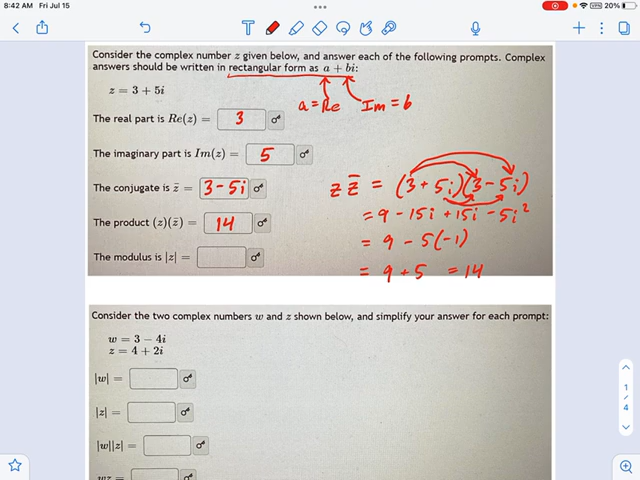 8:42 AM Fri Jul 15
VPN 20%
T
Consider the complex number z given below, and answer each of the following prompts. Complex
answers should be written in rectangular form as a + bi:
z = 3 + 5i
a = Re Im = b
The real part is Re(z) = 3
The imaginary part is Im(z) = 5
The conjugate is z̄ = 3 - 5i
The product (z)(z̄) = 14
The modulus is |z| =
z z̄ = (3 + 5i)(3 - 5i)
= 9 - 15i + 15i - 5i²
= 9 - 5(-1)
= 9 + 5 = 14
Consider the two complex numbers w and z shown below, and simplify your answer for each prompt:
w = 3 - 4i
z = 4 + 2i
|w| =
|z| =
|w||z| =
wz =
1
/
4